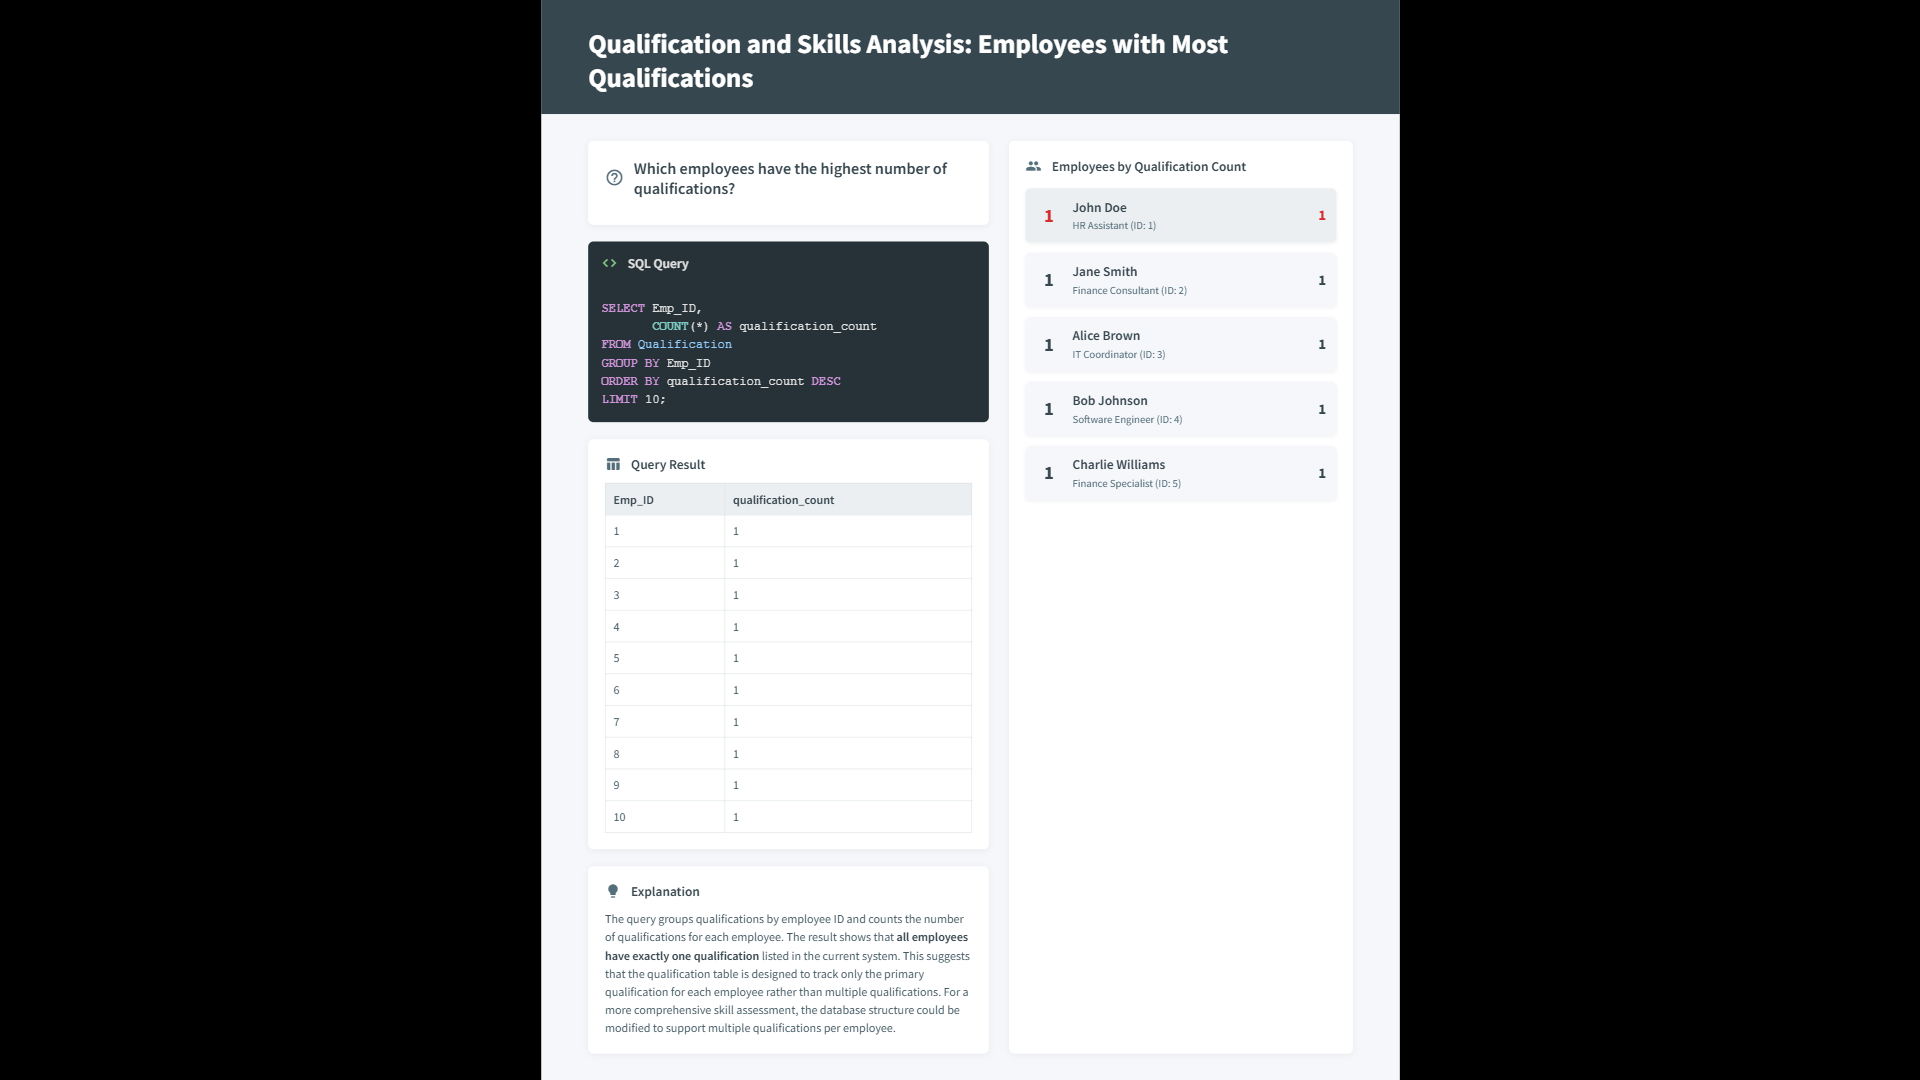 Qualification and Skills Analysis: Employees with Most
Qualifications
Which employees have the highest number of
qualifications?
SQL Query
SELECT Emp_ID,
COUNT(*) AS qualification_count
FROM Qualification
GROUP BY Emp_ID
ORDER BY qualification_count DESC
LIMIT 10;
Query Result
Emp_ID qualification_count
1 1
2 1
3 1
4 1
5 1
6 1
7 1
8 1
9 1
10 1
Explanation
The query groups qualifications by employee ID and counts the number
of qualifications for each employee. The result shows that all employees
have exactly one qualification listed in the current system. This suggests
that the qualification table is designed to track only the primary
qualification for each employee rather than multiple qualifications. For a
more comprehensive skill assessment, the database structure could be
modified to support multiple qualifications per employee.
Employees by Qualification Count
1 John Doe 1
HR Assistant (ID: 1)
1 Jane Smith 1
Finance Consultant (ID: 2)
1 Alice Brown 1
IT Coordinator (ID: 3)
1 Bob Johnson 1
Software Engineer (ID: 4)
1 Charlie Williams 1
Finance Specialist (ID: 5)